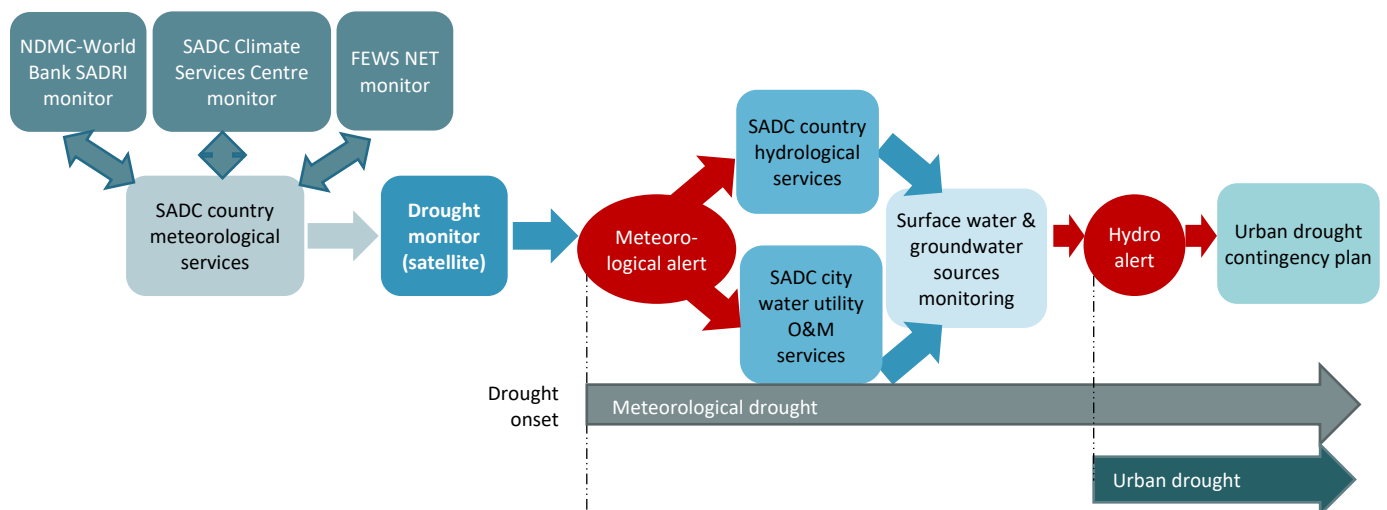 NDMC-World
Bank SADRI
monitor
SADC Climate
Services Centre
monitor
FEWS NET
monitor
SADC country
meteorological
services
Drought
monitor
(satellite)
Meteoro-
logical alert
SADC country
hydrological
services
SADC city
water utility
O&M
services
Surface water &
groundwater
sources
monitoring
Hydro
alert
Urban drought
contingency plan
Drought
onset
Meteorological drought
Urban drought